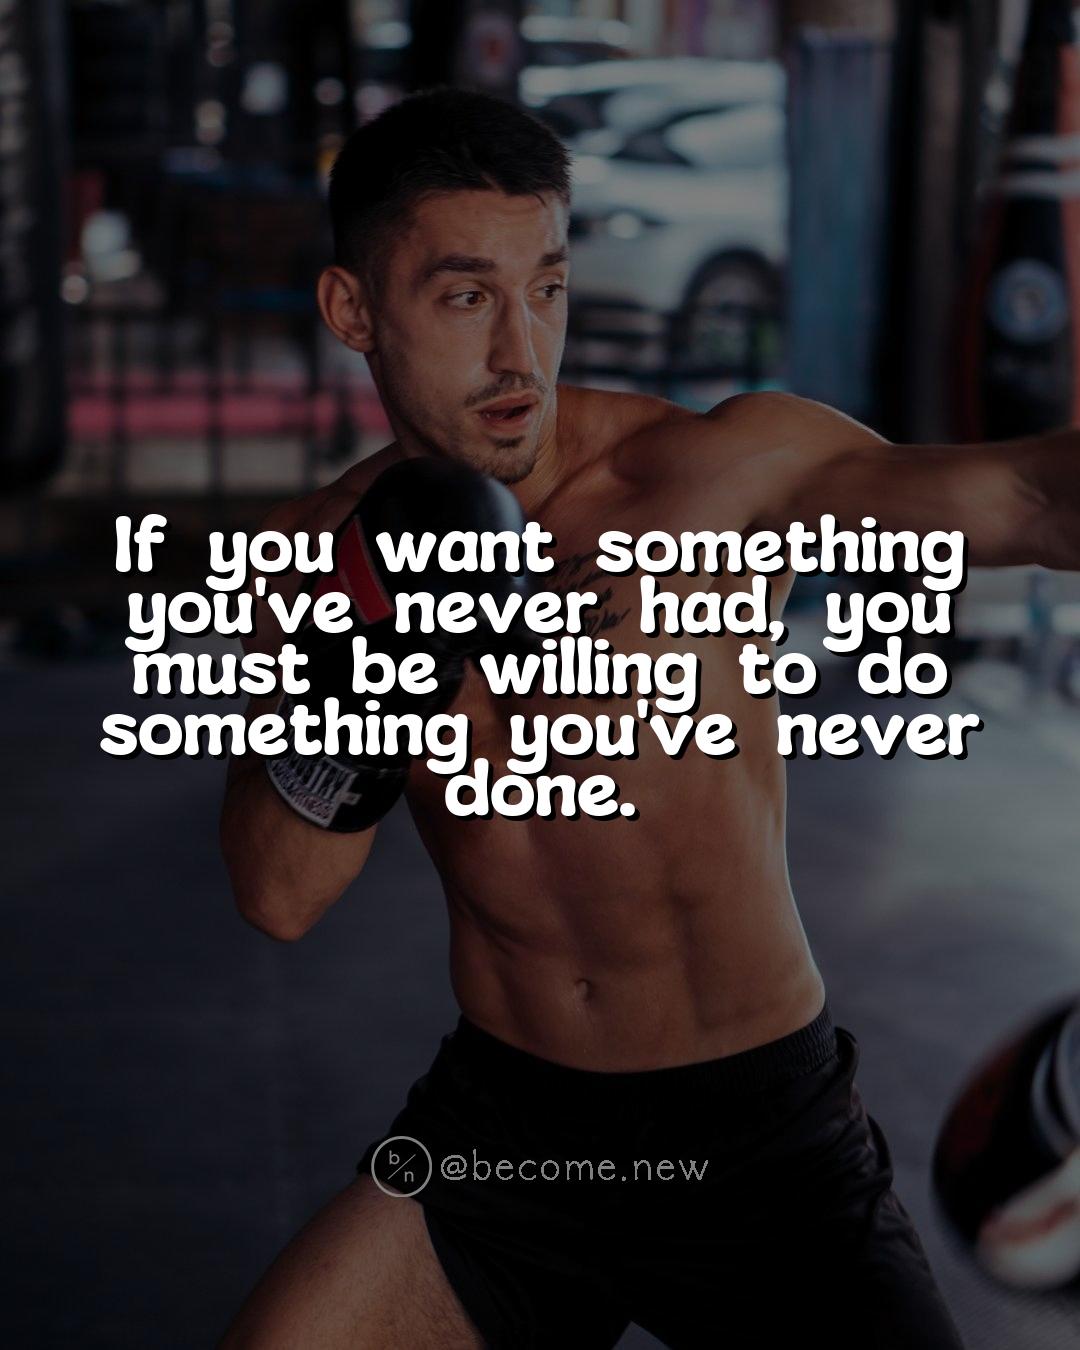 If you want something
you've never had, you
must be willing to do
something you've never
done.
b/n @become.new